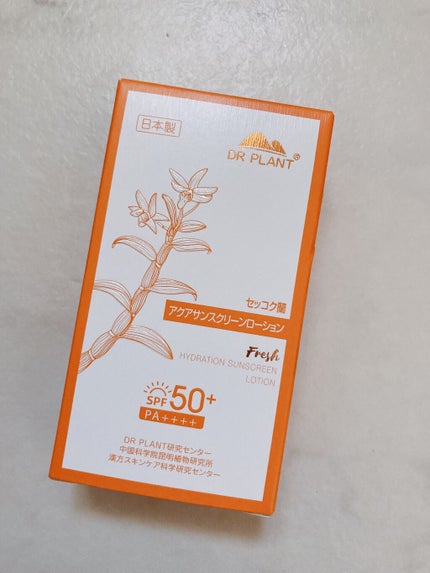 日本製
DR PLANT®
セッコク蘭
アクアサンスクリーンローション
Fresh
HYDRATION SUNSCREEN
LOTION
SPF 50+
PA++++
DR PLANT研究センター
中国科学院昆明植物研究所
漢方スキンケア科学研究センター